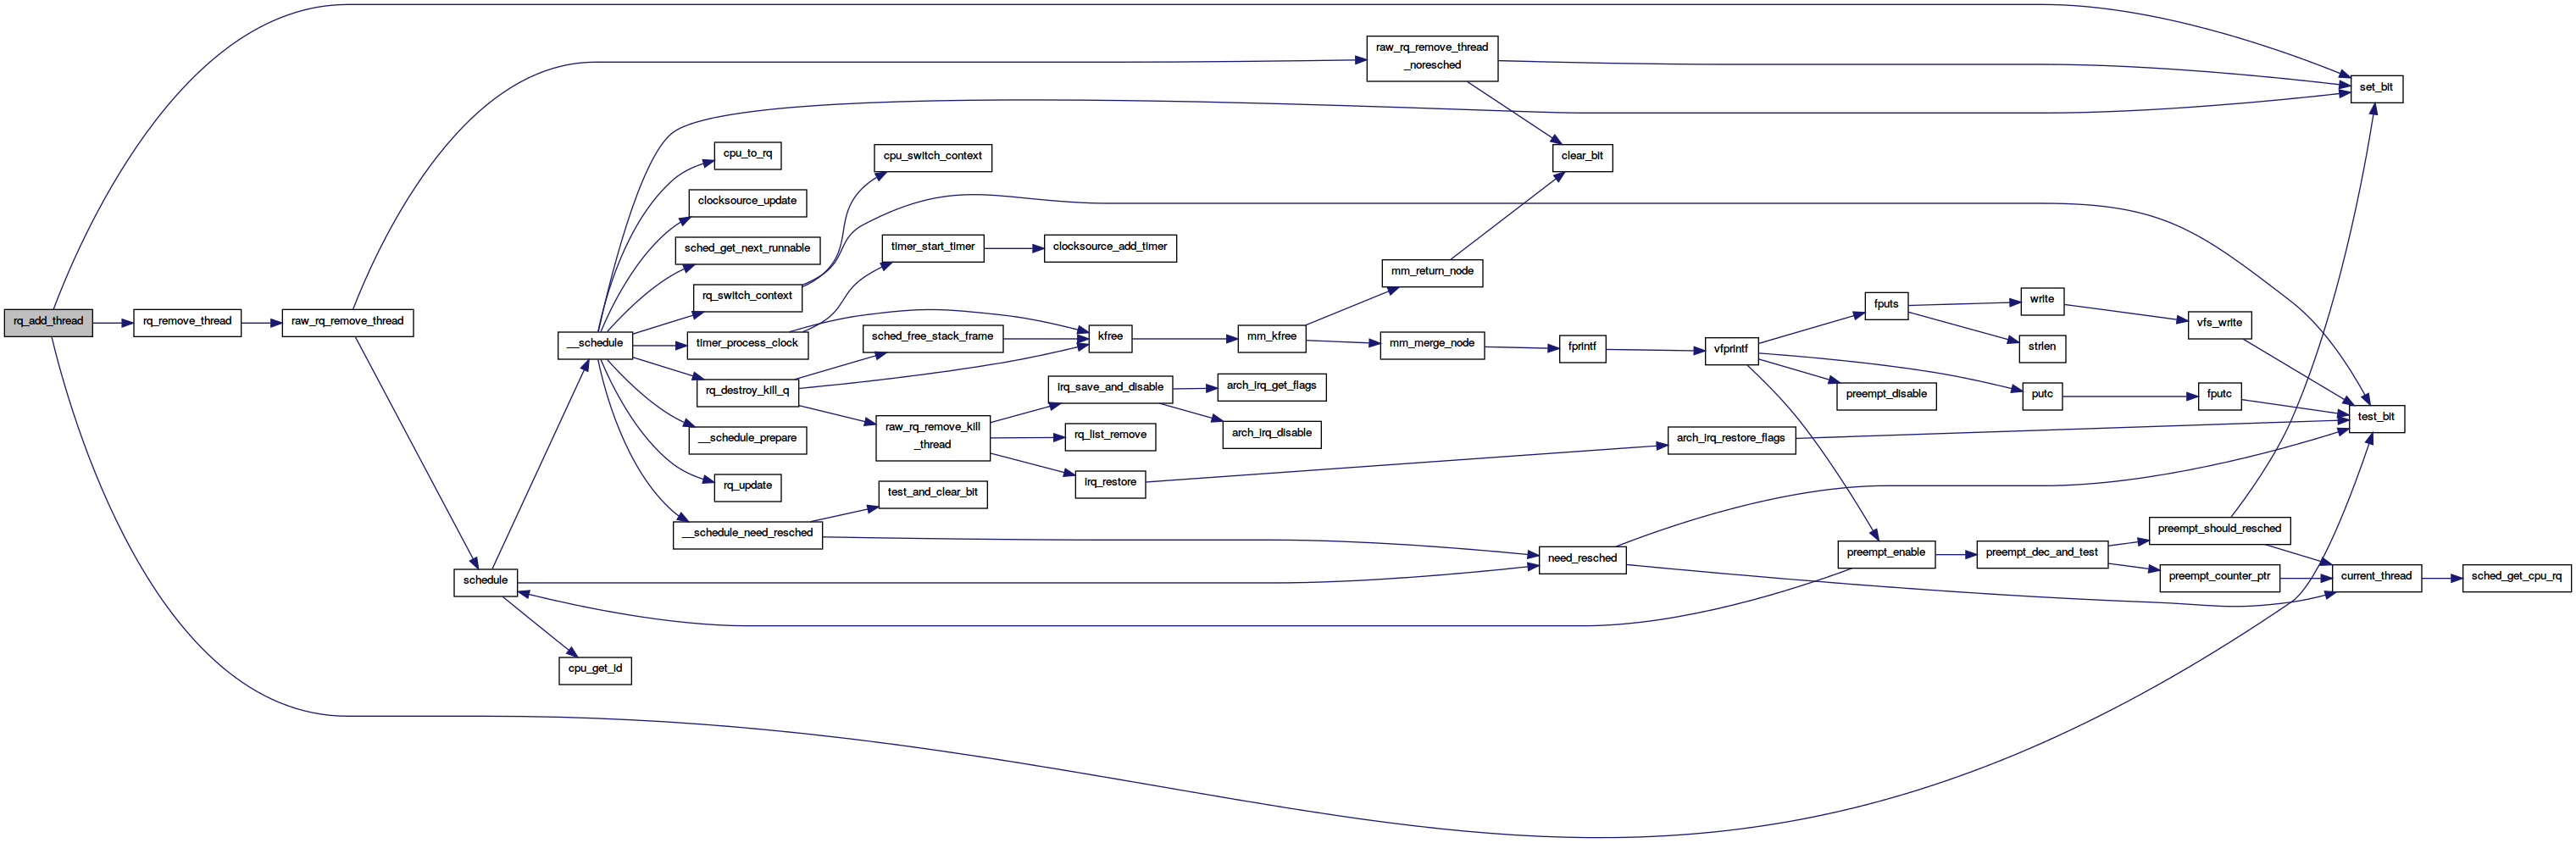 rq_add_thread
rq_remove_thread
raw_rq_remove_thread
raw_rq_remove_thread
_noresched
set_bit
clear_bit
cpu_to_rq
clocksource_update
sched_get_next_runnable
rq_switch_context
__schedule
timer_process_clock
rq_destroy_kill_q
__schedule_prepare
rq_update
__schedule_need_resched
schedule
cpu_get_id
cpu_switch_context
timer_start_timer
clocksource_add_timer
sched_free_stack_frame
kfree
mm_kfree
mm_return_node
mm_merge_node
fprintf
vfprintf
raw_rq_remove_kill
_thread
irq_save_and_disable
arch_irq_get_flags
arch_irq_disable
rq_list_remove
irq_restore
arch_irq_restore_flags
test_and_clear_bit
need_resched
fputs
write
vfs_write
strlen
preempt_disable
putc
fputc
test_bit
preempt_enable
preempt_dec_and_test
preempt_should_resched
preempt_counter_ptr
current_thread
sched_get_cpu_rq